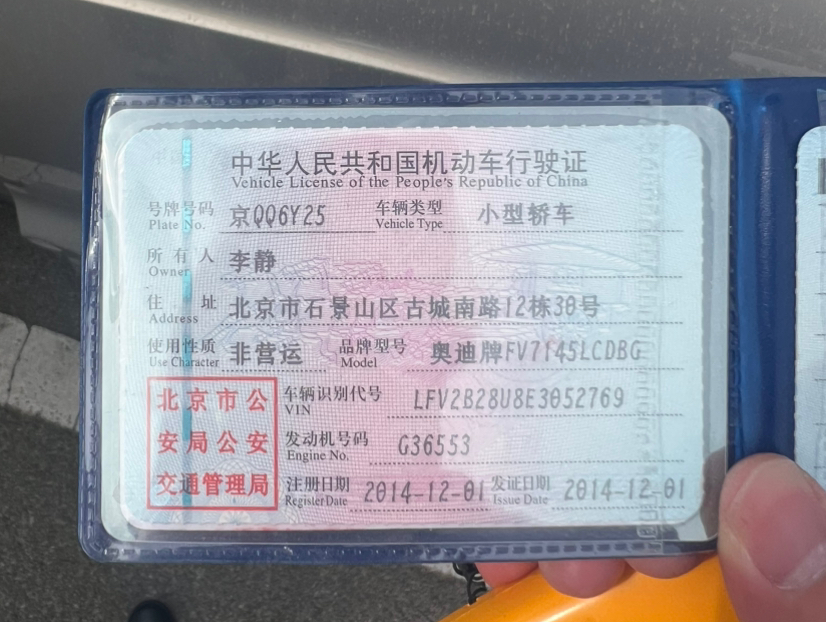 中华人民共和国机动车行驶证
Vehicle License of the People's Republic of China
号牌号码 京QQ6Y25 车辆类型 小型轿车
Plate No. Vehicle Type
所有人 李静
Owner
住址 北京市石景山区古城南路12栋30号
Address
使用性质 非营运 品牌型号 奥迪牌FV7145LCDBG
Use Character Model
北京市公 车辆识别代号 LFV2B28U8E3052769
VIN
安局公安 发动机号码 G36553
Engine No.
交通管理局 注册日期 2014-12-01 发证日期 2014-12-01
Register Date Issue Date